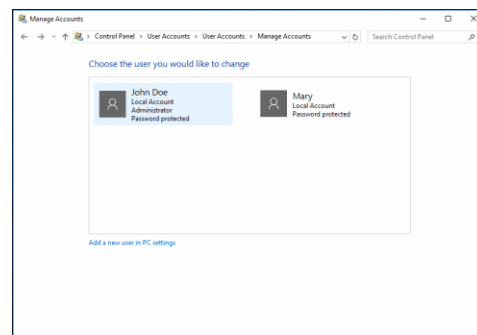 Manage Accounts
Control Panel > User Accounts > User Accounts > Manage Accounts
Search Control Panel
Choose the user you would like to change
John Doe
Local Account
Administrator
Password protected
Mary
Local Account
Password protected
Add a new user in PC settings